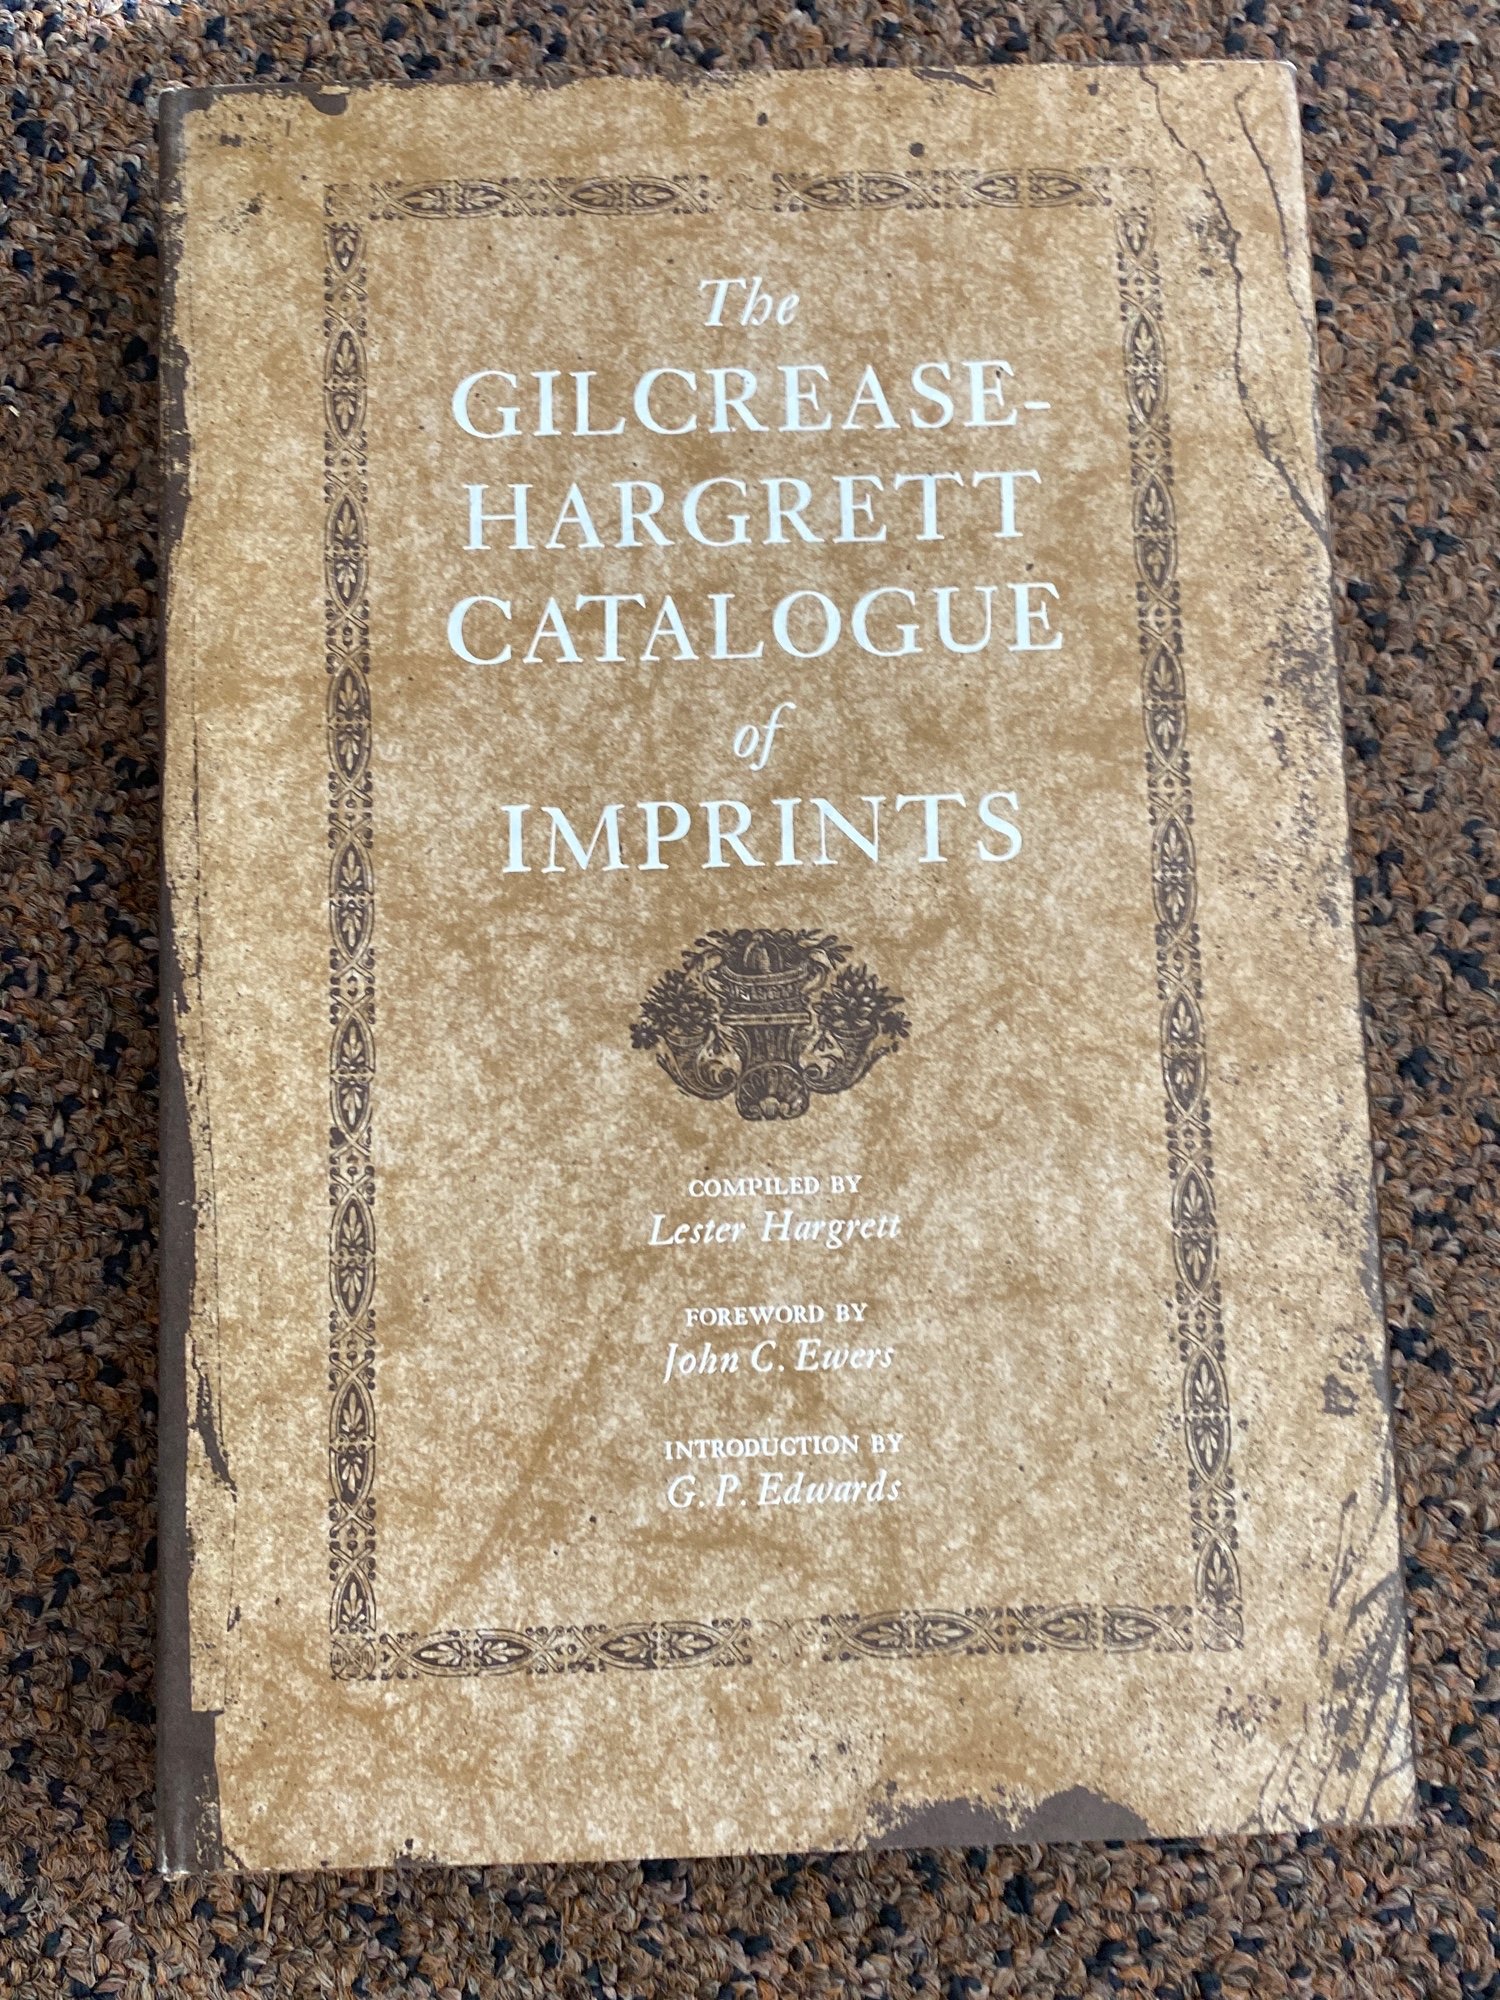 The
GILCREASE-
HARGRETT
CATALOGUE
of
IMPRINTS
COMPILED BY
Lester Hargrett
FOREWORD BY
John C. Ewers
INTRODUCTION BY
G. P. Edwards